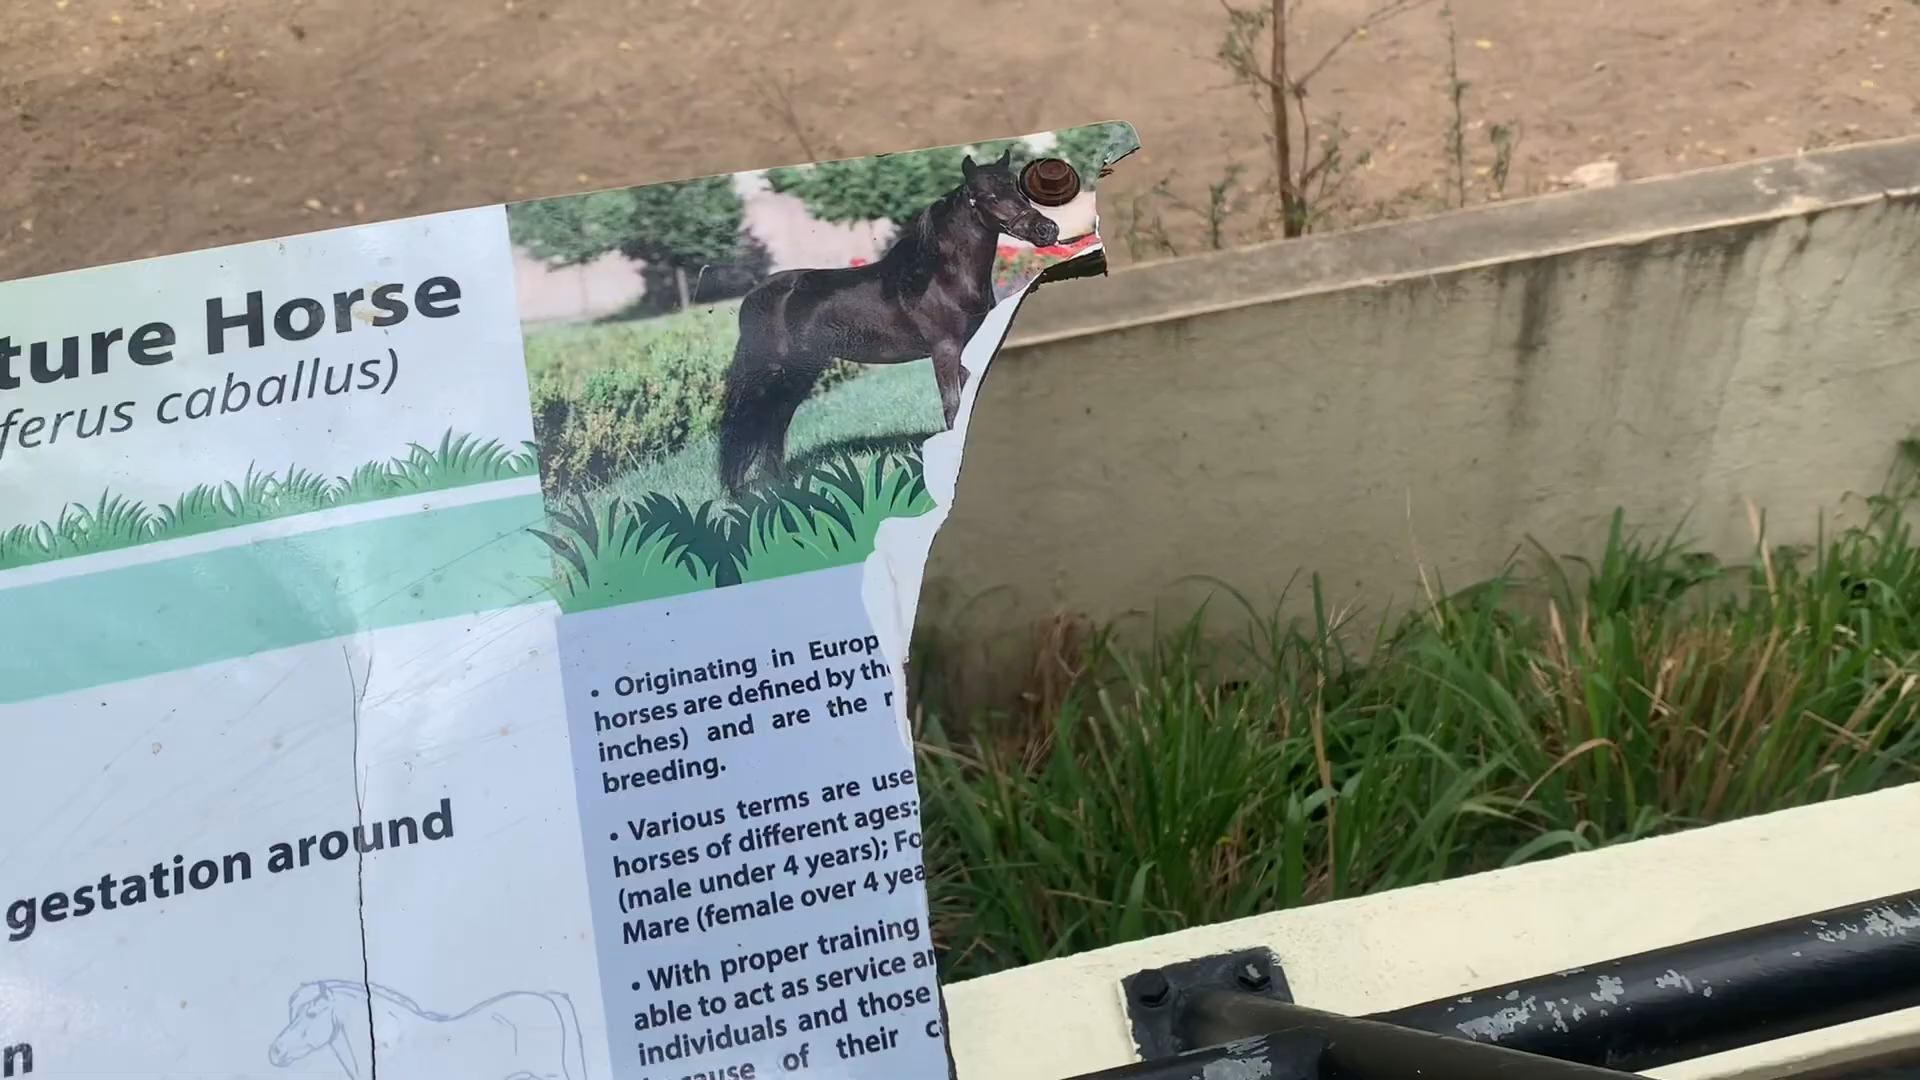 ture Horse
ferus caballus)
gestation around
n
• Originating in Europ
horses are defined by the
inches) and are the
breeding.
• Various terms are use
horses of different ages:
(male under 4 years); Fo
Mare (female over 4 yea
• With proper training
able to act as service
individuals and those
of their